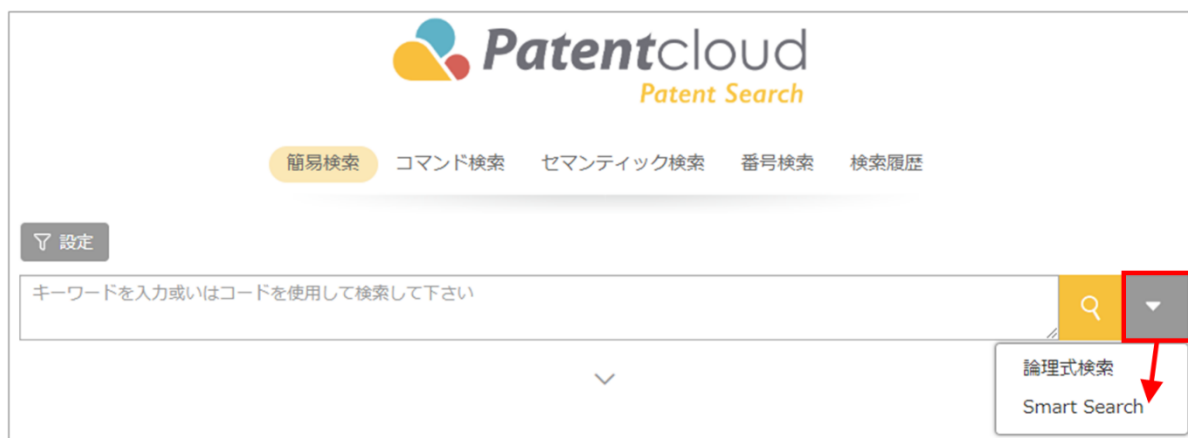 Patentcloud
Patent Search
簡易検索 コマンド検索 セマンティック検索 番号検索 検索履歴
設定
キーワードを入力或いはコードを使用して検索して下さい
論理式検索
Smart Search